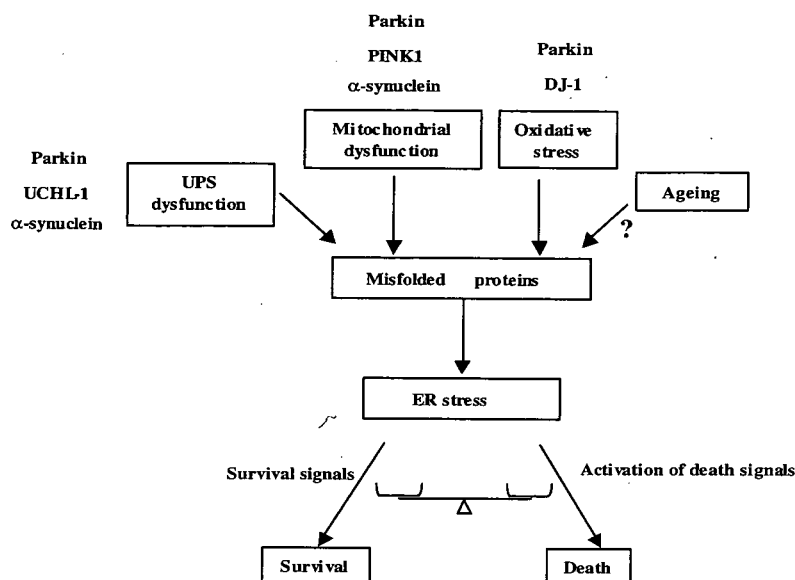 Parkin
PINK1
α-synuclein
Parkin
DJ-1
Mitochondrial
dysfunction
Oxidative
stress
Parkin
UCHL-1
α-synuclein
UPS
dysfunction
Ageing
?
Misfolded proteins
ER stress
Survival signals
Activation of death signals
Survival
Death